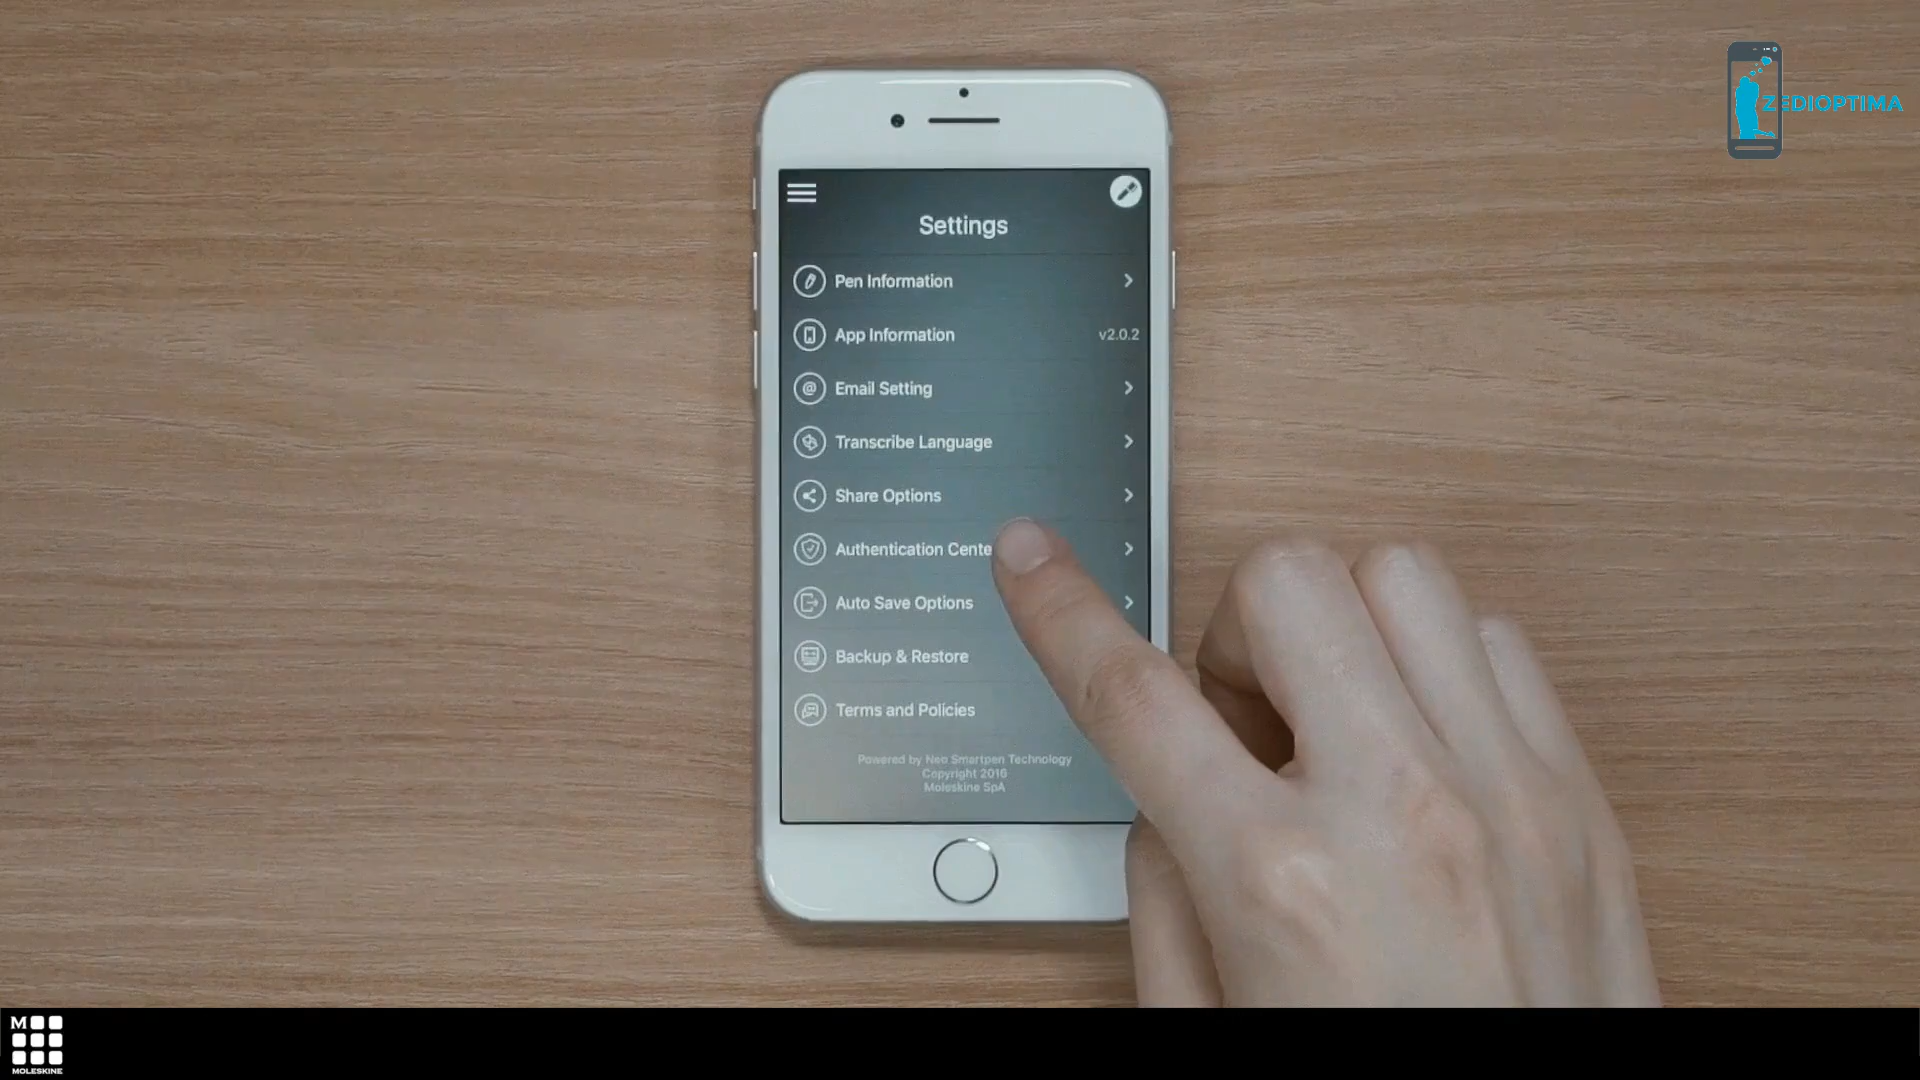 ZEDIOPTIMA
Settings
Pen Information
App Information v2.0.2
Email Setting
Transcribe Language
Share Options
Authentication Cente
Auto Save Options
Backup & Restore
Terms and Policies
Powered by Neo Smartpen Technology
Copyright 2016
Moleskine SpA
M
MOLESKINE